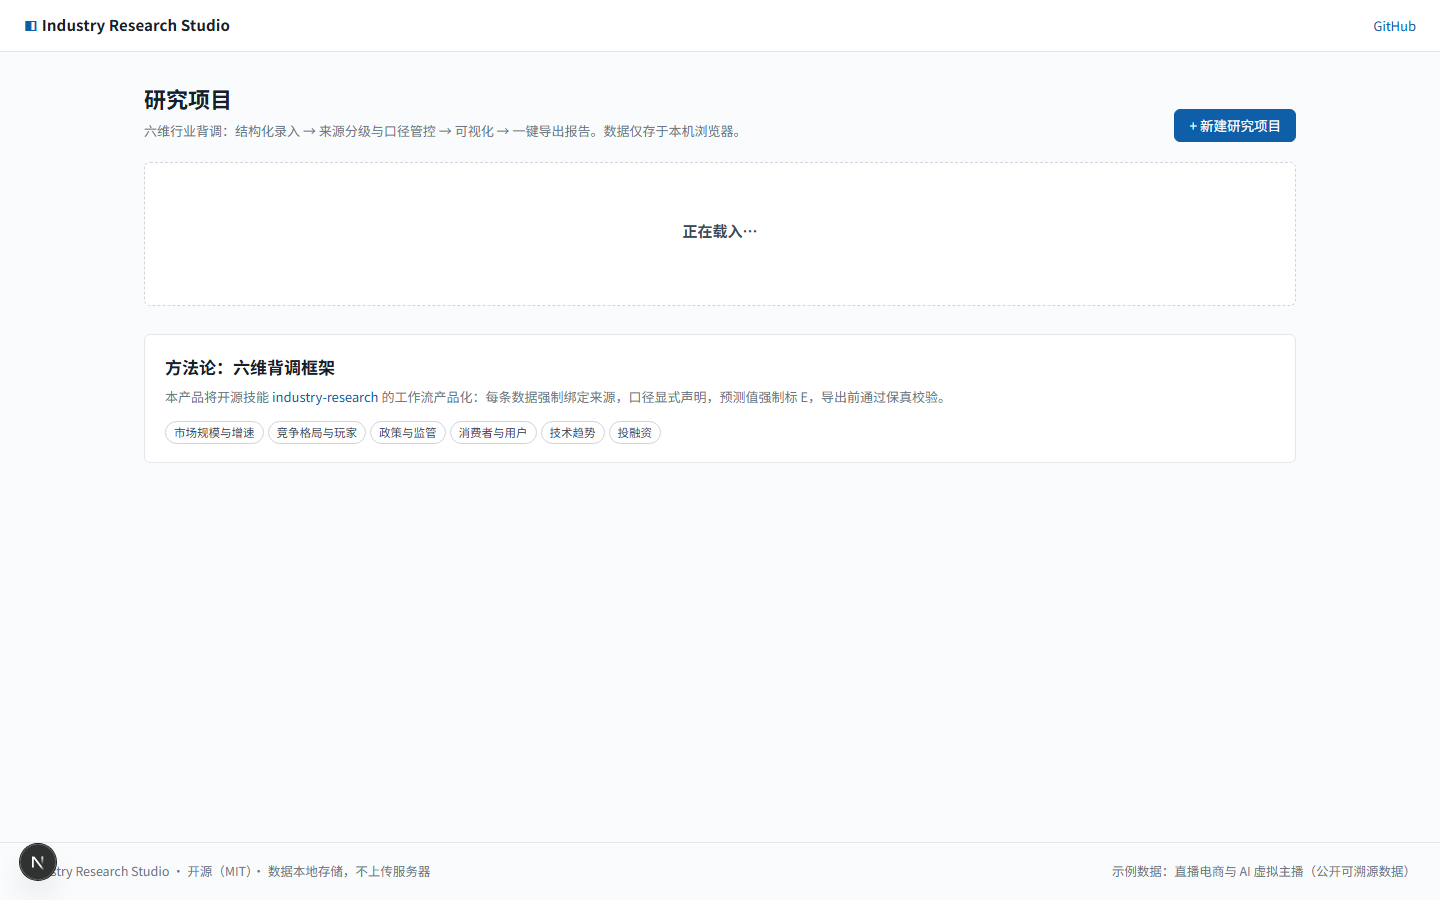 Industry Research Studio
GitHub
研究项目
六维行业背调：结构化录入 → 来源分级与口径管控 → 可视化 → 一键导出报告。数据仅存于本机浏览器。
+ 新建研究项目
正在载入…
方法论：六维背调框架
本产品将开源技能 industry-research 的工作流产品化：每条数据强制绑定来源，口径显式声明，预测值强制标 E，导出前通过保真校验。
市场规模与增速 竞争格局与玩家 政策与监管 消费者与用户 技术趋势 投融资
N
stry Research Studio · 开源（MIT）· 数据本地存储，不上传服务器
示例数据：直播电商与 AI 虚拟主播（公开可溯源数据）